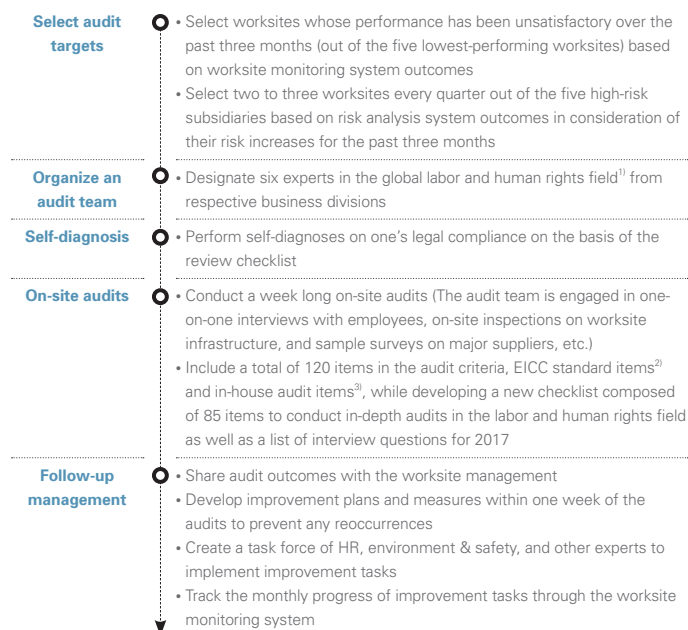 Select audit
targets
• Select worksites whose performance has been unsatisfactory over the
past three months (out of the five lowest-performing worksites) based
on worksite monitoring system outcomes
• Select two to three worksites every quarter out of the five high-risk
subsidiaries based on risk analysis system outcomes in consideration of
their risk increases for the past three months
Organize an
audit team
• Designate six experts in the global labor and human rights field1) from
respective business divisions
Self-diagnosis
• Perform self-diagnoses on one's legal compliance on the basis of the
review checklist
On-site audits
• Conduct a week long on-site audits (The audit team is engaged in one-
on-one interviews with employees, on-site inspections on worksite
infrastructure, and sample surveys on major suppliers, etc.)
• Include a total of 120 items in the audit criteria, EICC standard items2)
and in-house audit items3), while developing a new checklist composed
of 85 items to conduct in-depth audits in the labor and human rights field
as well as a list of interview questions for 2017
Follow-up
management
• Share audit outcomes with the worksite management
• Develop improvement plans and measures within one week of the
audits to prevent any reoccurrences
• Create a task force of HR, environment & safety, and other experts to
implement improvement tasks
• Track the monthly progress of improvement tasks through the worksite
monitoring system